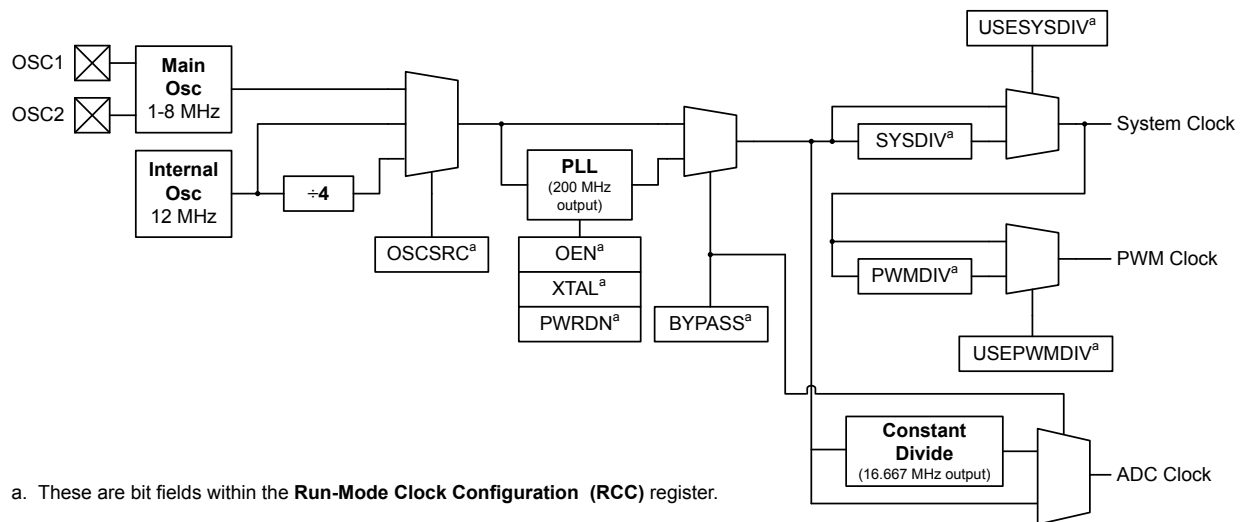 USESYSDIVᵃ
OSC1
OSC2
Main
Osc
1-8 MHz
Internal
Osc
12 MHz
÷4
OSCSRCᵃ
PLL
(200 MHz
output)
OENᵃ
XTALᵃ
PWRDNᵃ
BYPASSᵃ
SYSDIVᵃ
System Clock
PWMDIVᵃ
PWM Clock
USEPWMDIVᵃ
Constant
Divide
(16.667 MHz output)
ADC Clock
a. These are bit fields within the Run-Mode Clock Configuration (RCC) register.